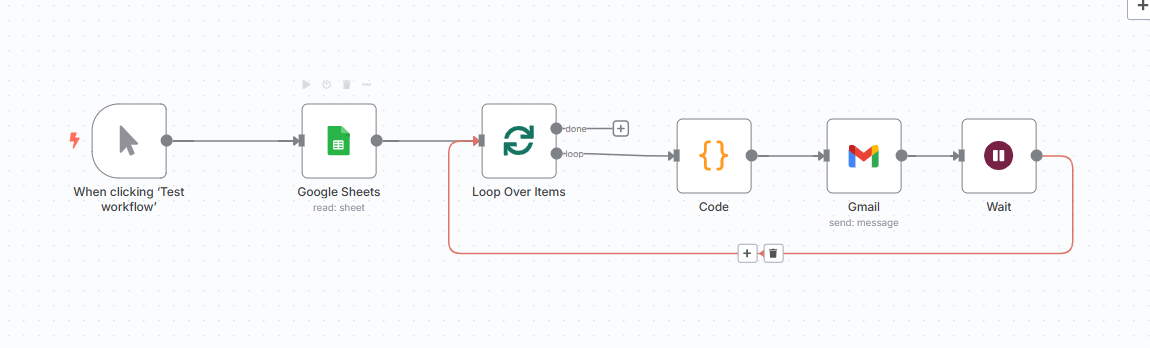 When clicking ‘Test
workflow’
Google Sheets
read: sheet
Loop Over Items
done
loop
Code
Gmail
send: message
Wait